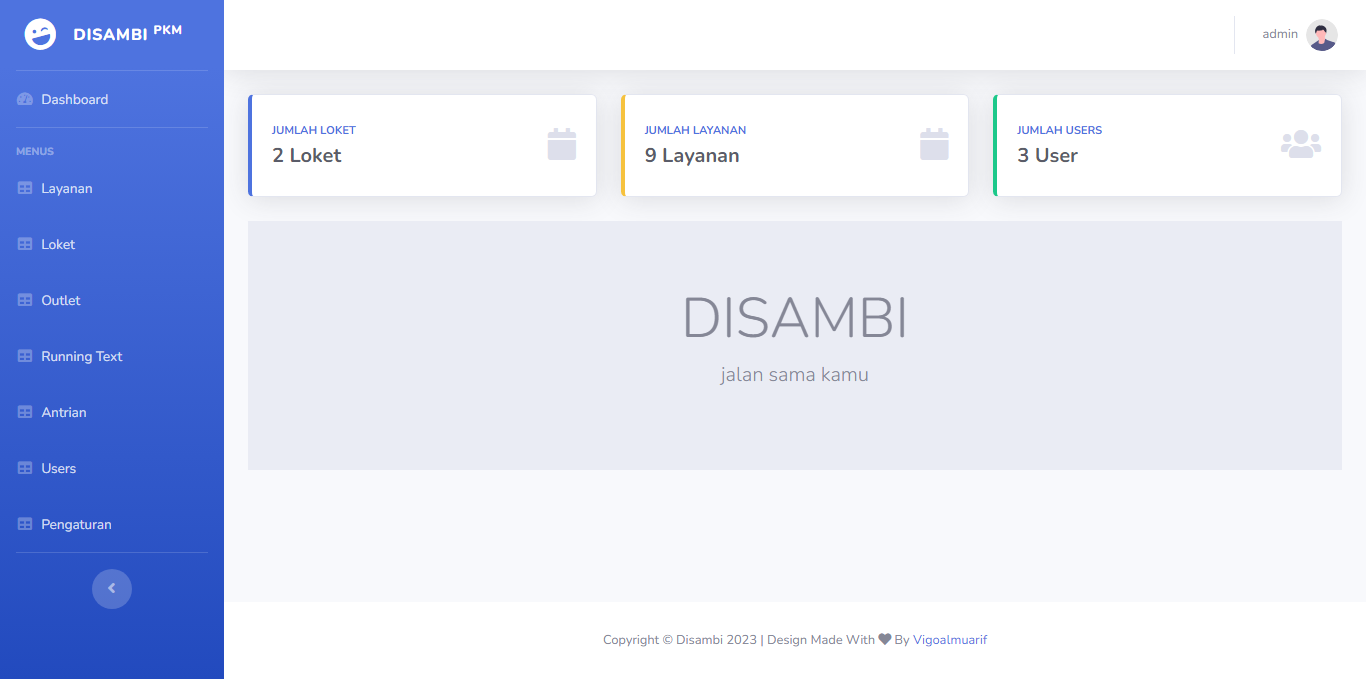 DISAMBI PKM
Dashboard
MENUS
Layanan
Loket
Outlet
Running Text
Antrian
Users
Pengaturan
admin
JUMLAH LOKET
2 Loket
JUMLAH LAYANAN
9 Layanan
JUMLAH USERS
3 User
DISAMBI
jalan sama kamu
Copyright © Disambi 2023 | Design Made With ❤ By Vigoalmuarif